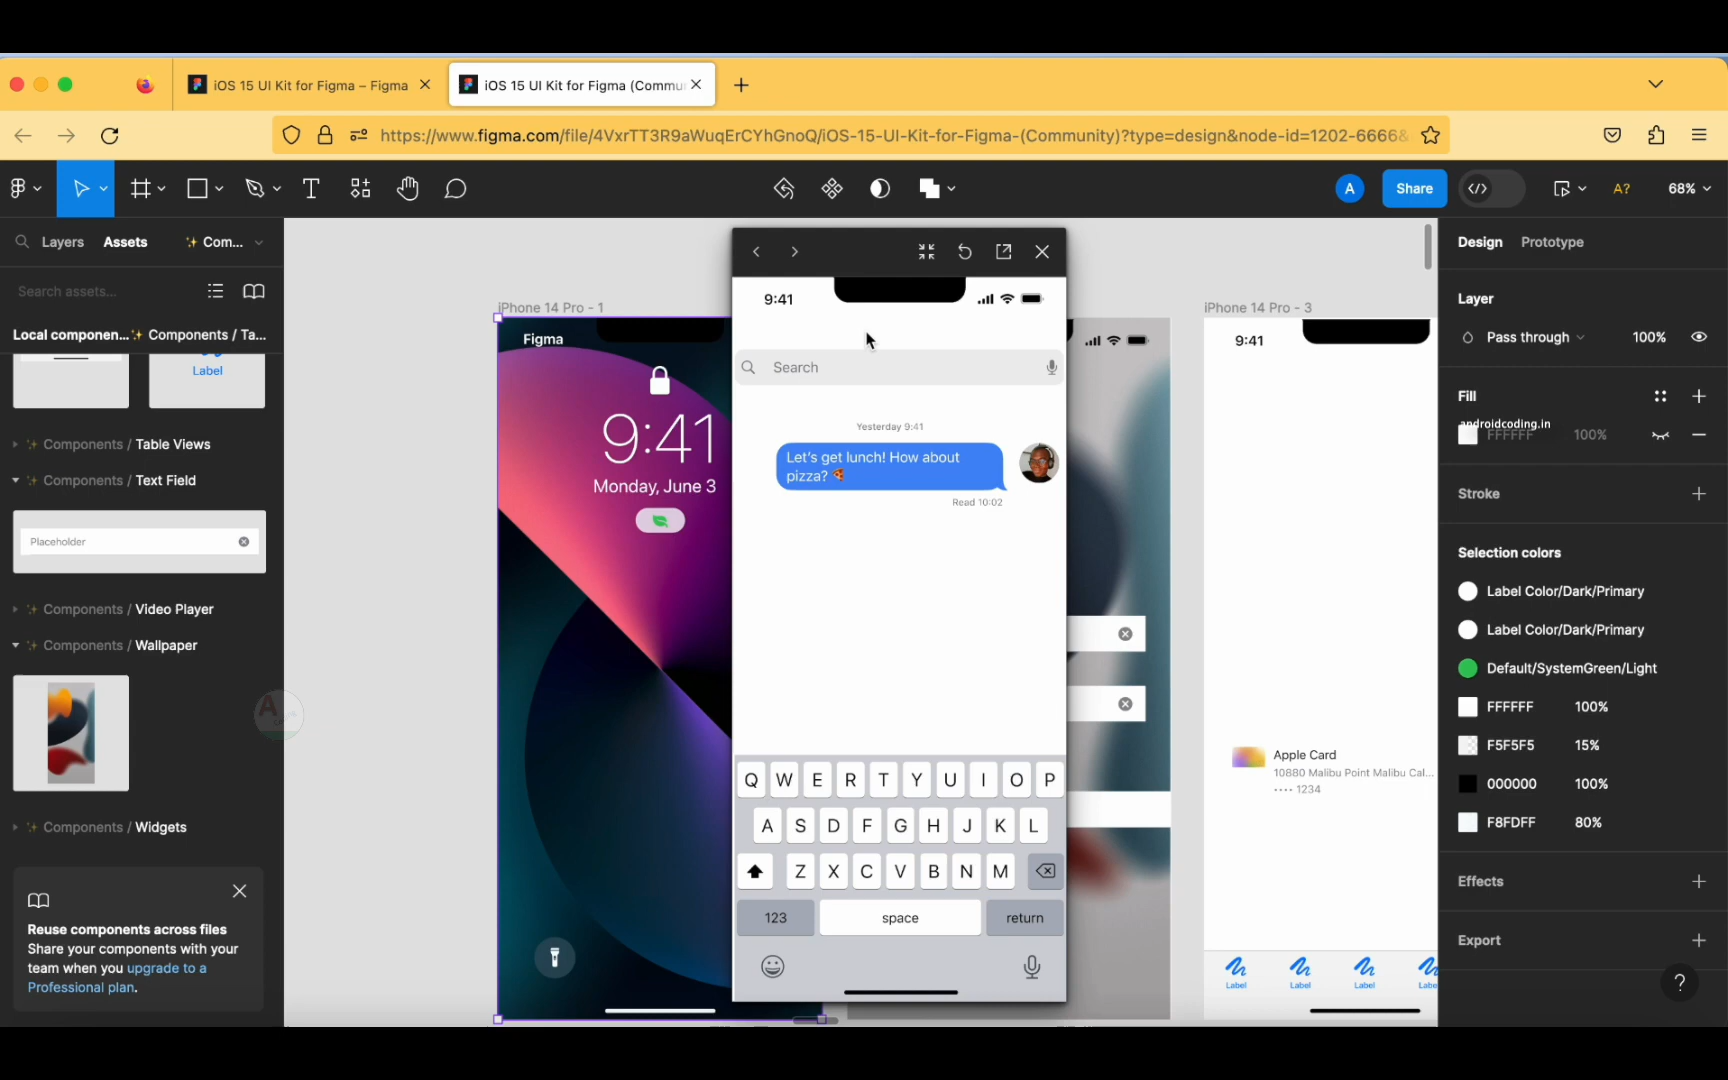 iOS 15 UI Kit for Figma – Figma
iOS 15 UI Kit for Figma (Commu
https://www.figma.com/file/4VxrTT3R9aWuqErCYhGnoQ/iOS-15-UI-Kit-for-Figma-(Community)?type=design&node-id=1202-6666&
A
Share
A?
68%
Layers
Assets
Com...
Search assets...
Local componen...
Components / Ta...
Label
Components / Table Views
Components / Text Field
Placeholder
Components / Video Player
Components / Wallpaper
Components / Widgets
Reuse components across files
Share your components with your
team when you upgrade to a
Professional plan.
iPhone 14 Pro - 1
Figma
9:41
Monday, June 3
9:41
Search
Yesterday 9:41
Let's get lunch! How about
pizza? 🍕
Read 10:02
Q W E R T Y U I O P
A S D F G H J K L
Z X C V B N M
123
space
return
iPhone 14 Pro - 3
9:41
Apple Card
10880 Malibu Point Malibu Cal...
•••• 1234
Label
Label
Label
Labe
Design
Prototype
Layer
Pass through
100%
Fill
androidcoding.in
FFFFFF
100%
Stroke
Selection colors
Label Color/Dark/Primary
Label Color/Dark/Primary
Default/SystemGreen/Light
FFFFFF 100%
F5F5F5 15%
000000 100%
F8FDFF 80%
Effects
Export
?